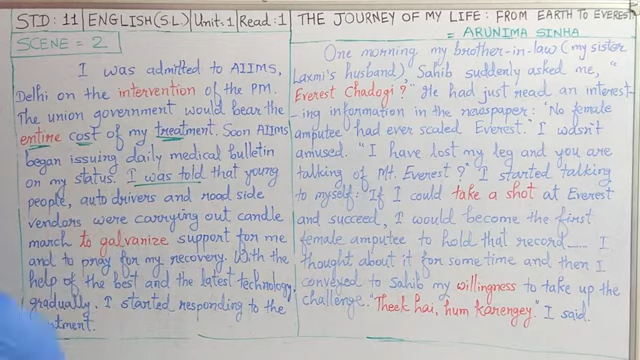 STD: 11 | ENGLISH (S.L.) | Unit: 1 | Read: 1 | THE JOURNEY OF MY LIFE: FROM EARTH TO EVEREST
= ARUNIMA SINHA
SCENE = 2
I was admitted to AIIMS,
Delhi on the intervention of the PM.
The union government would bear the
entire cost of my treatment. Soon AIIMS
began issuing daily medical bulletin
on my status. I was told that young
people, auto drivers and road side
vendors were carrying out candle
march to galvanize support for me
and to pray for my recovery. With the
help of the best and the latest technology,
gradually. I started responding to the
tment.
One morning my brother-in-law (my sister
Laxmi's husband), Sahib suddenly asked me, "
Everest Chadogi?" He had just read an interest-
-ing information in the newspaper: 'No female
amputee had ever scaled Everest.' I wasn't
amused. "I have lost my leg and you are
talking of Mt. Everest?" I started talking
to myself: 'If I could take a shot at Everest
and succeed, I would become the first
female amputee to hold that record...... I
thought about it for some time and then I
conveyed to Sahib my willingness to take up the
challenge. "Theek hai, hum karengey." I said.